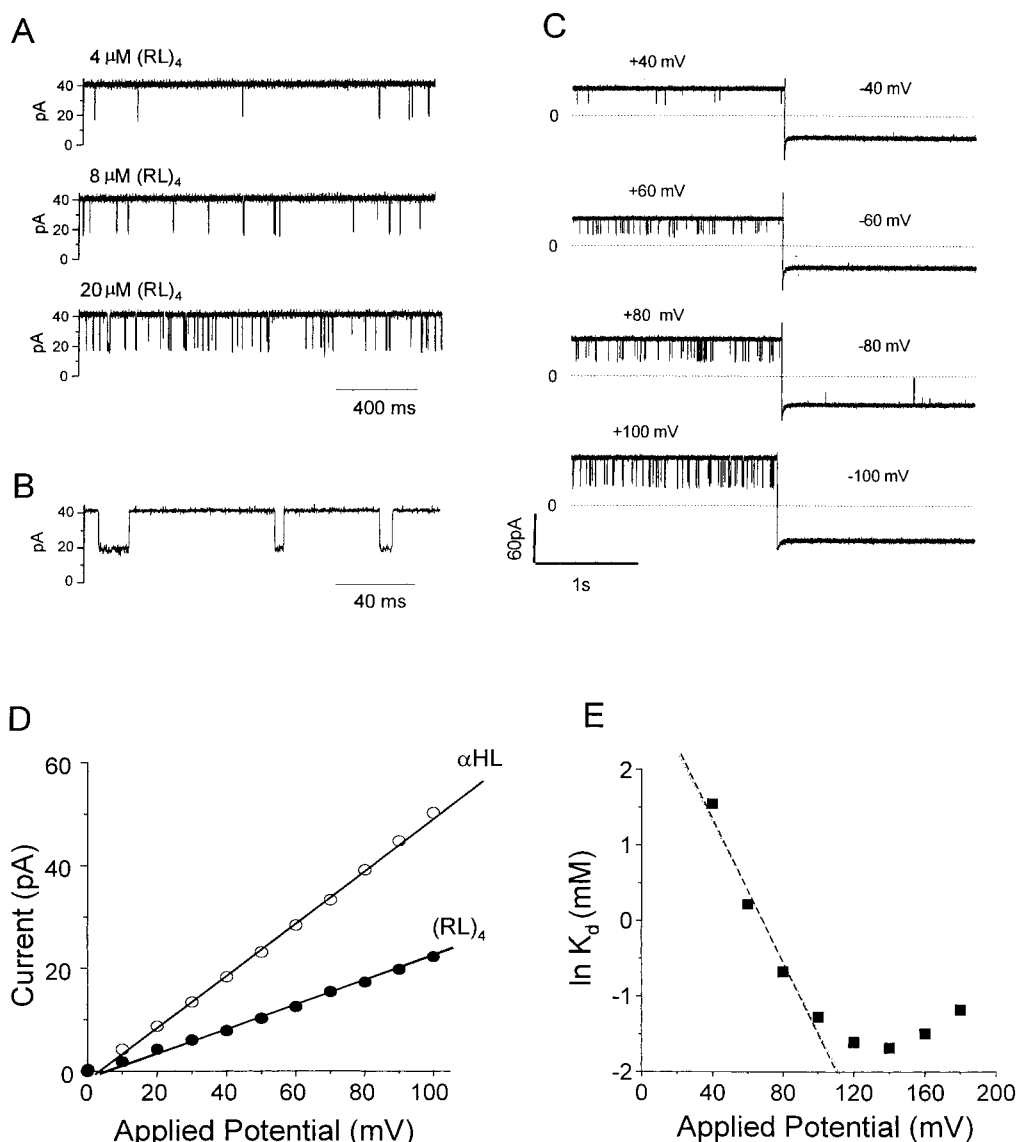 A
4 µM (RL)4
40
20
0
pA
8 µM (RL)4
40
20
0
pA
20 µM (RL)4
40
20
0
pA
400 ms
B
40
20
0
pA
40 ms
C
+40 mV
-40 mV
0
+60 mV
-60 mV
0
+80 mV
-80 mV
0
+100 mV
-100 mV
0
60pA
1s
D
60
40
20
0
Current (pA)
αHL
(RL)4
0 20 40 60 80 100
Applied Potential (mV)
E
2
1
0
-1
-2
ln Kd (mM)
0 40 80 120 160 200
Applied Potential (mV)